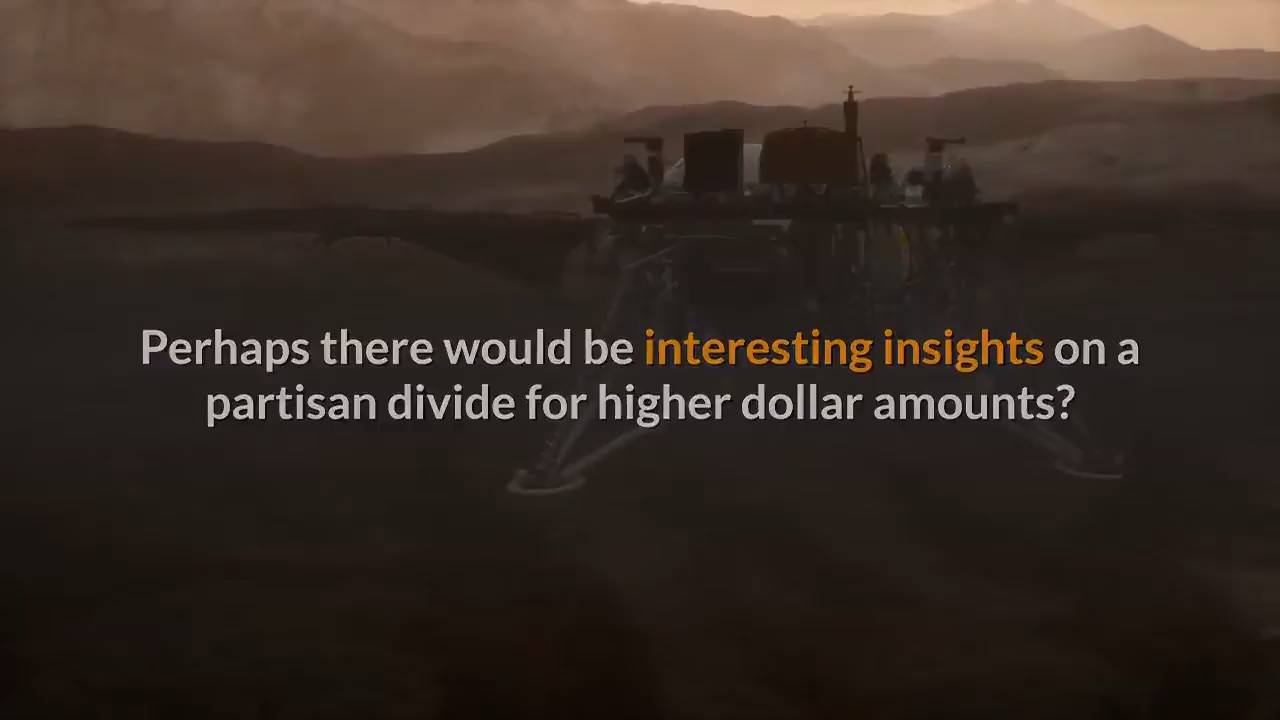 Perhaps there would be interesting insights on a
partisan divide for higher dollar amounts?